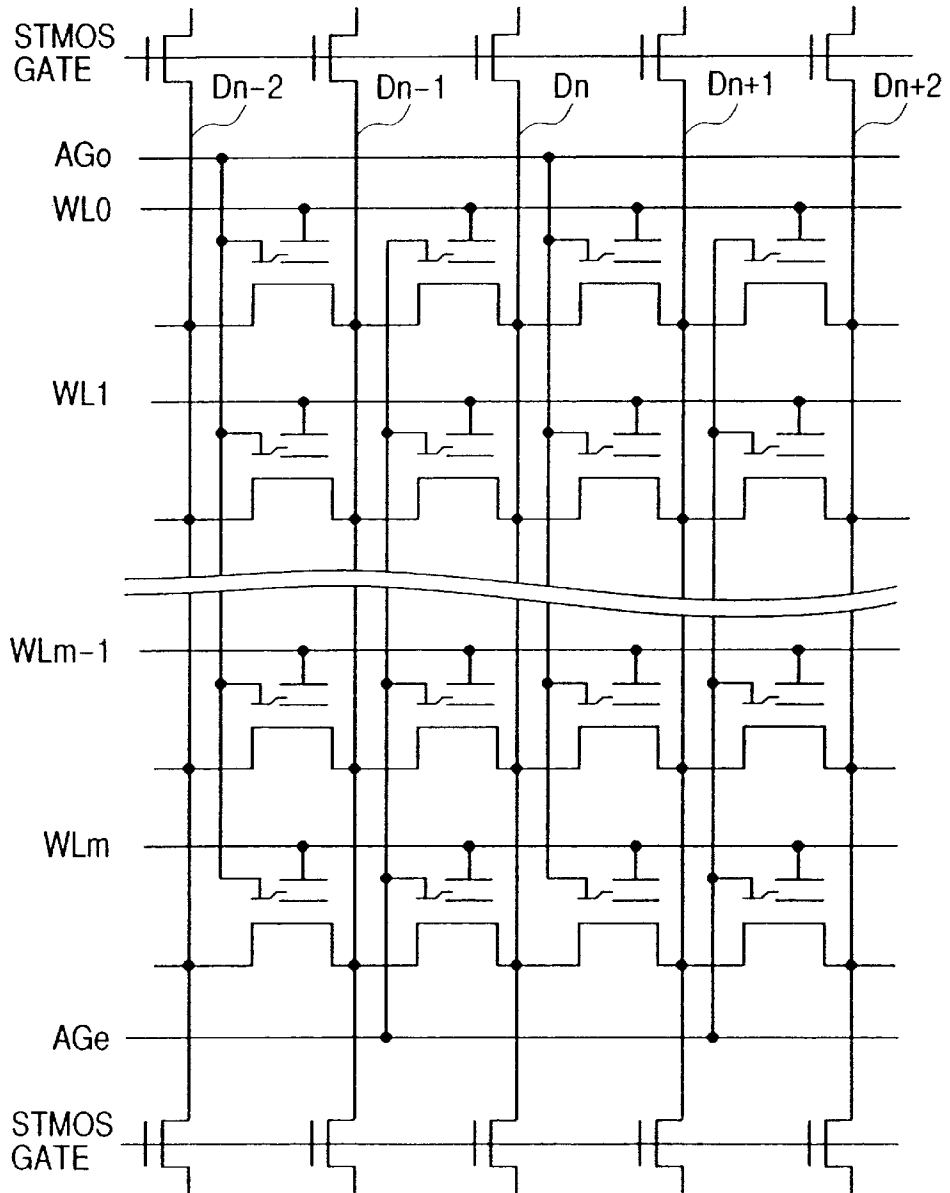 STMOS
GATE
Dn-2
Dn-1
Dn
Dn+1
Dn+2
AGo
WL0
WL1
WLm-1
WLm
AGe
STMOS
GATE